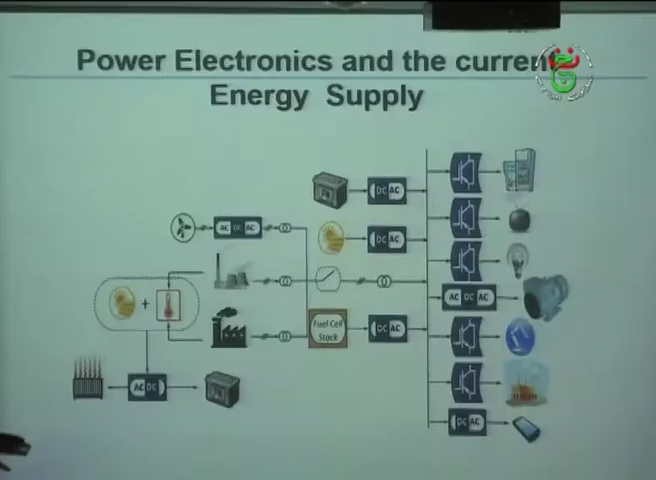 Power Electronics and the current
Energy Supply
DC AC
AC DC AC
DC AC
AC DC AC
Fuel Cell
Stack
DC AC
AC DC
DC AC